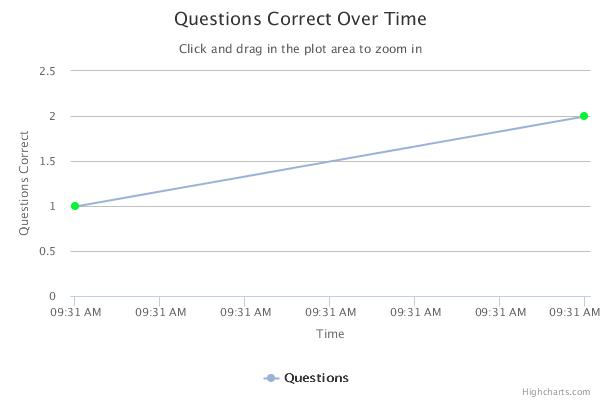 Questions Correct Over Time
Click and drag in the plot area to zoom in
Questions Correct
2.5
2
1.5
1
0.5
0
09:31 AM 09:31 AM 09:31 AM 09:31 AM 09:31 AM 09:31 AM 09:31 AM
Time
Questions
Highcharts.com